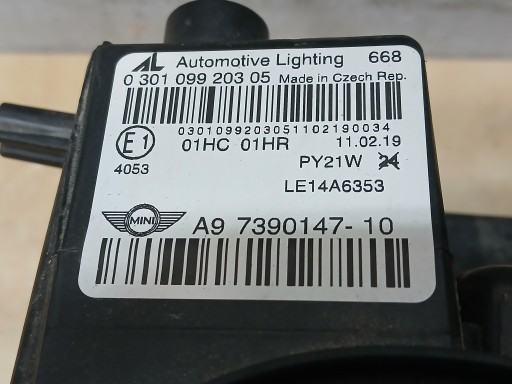 AL Automotive Lighting 668
0 301 099 203 05 Made in Czech Rep.
0301099203051102190034
E1 01HC 01HR 11.02.19
4053 PY21W 24
LE14A6353
MINI A9 7390147-10